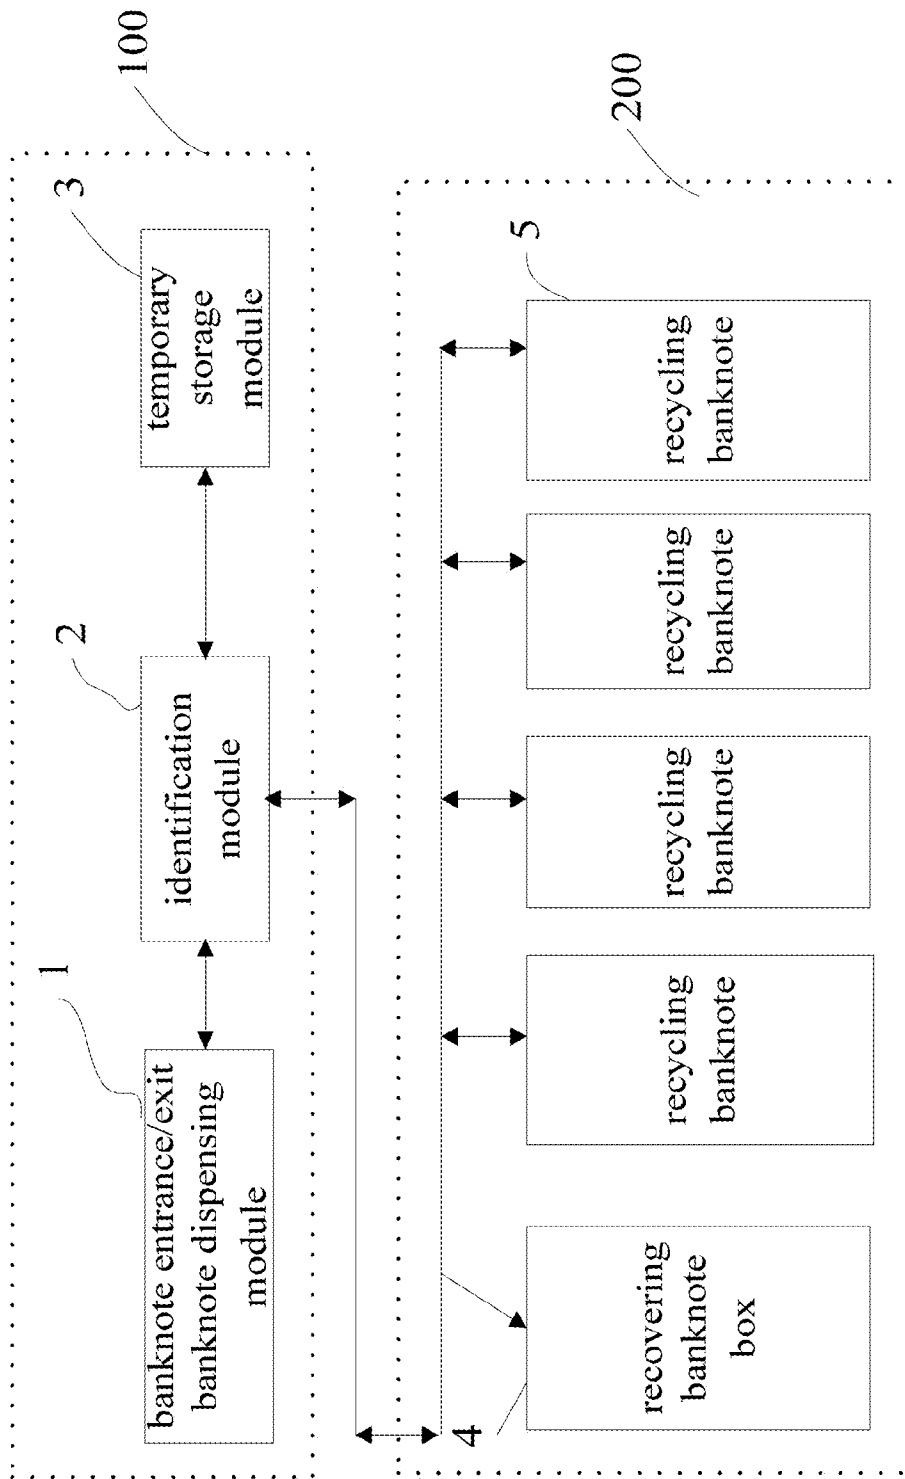 100
3
temporary
storage
module
2
identification
module
1
banknote entrance/exit
banknote dispensing
module
200
5
recycling
banknote
recycling
banknote
recycling
banknote
recycling
banknote
4
recovering
banknote
box